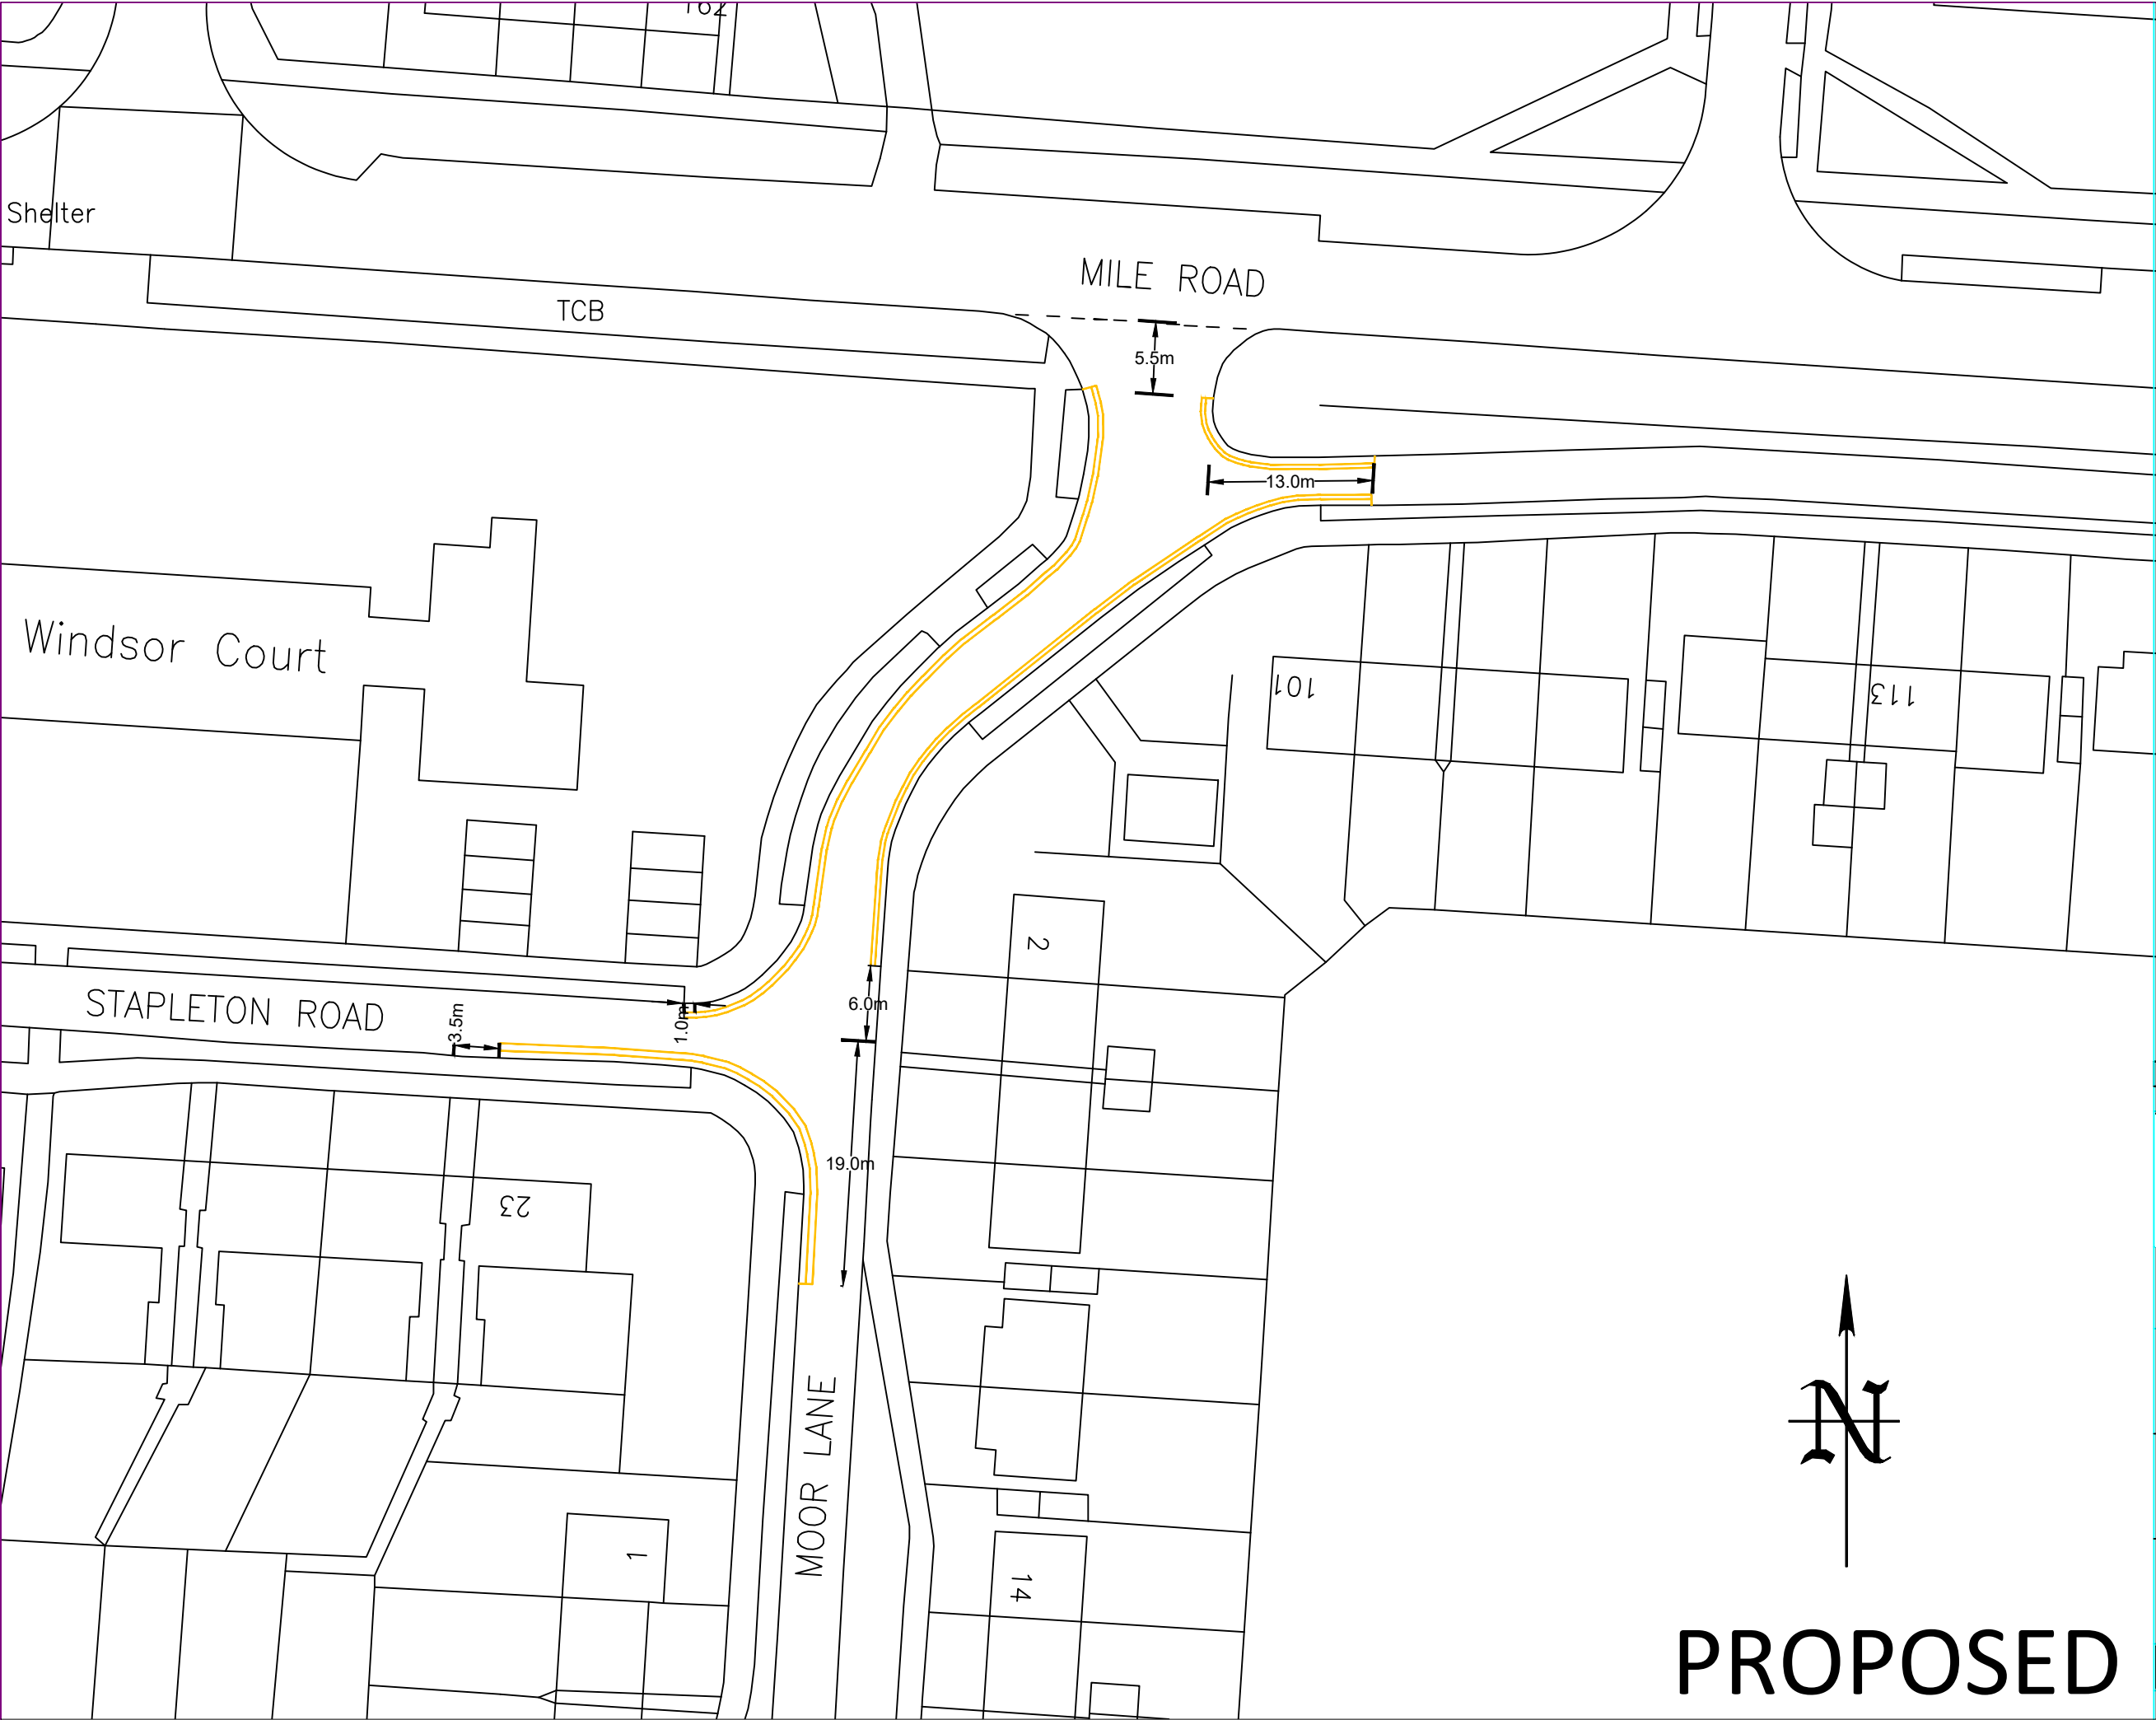 162
Shelter
MILE ROAD
TCB
5.5m
13.0m
Windsor Court
101
113
2
STAPLETON ROAD
3.5m
1.0m
6.0m
19.0m
23
MOOR LANE
1
14
N
PROPOSED